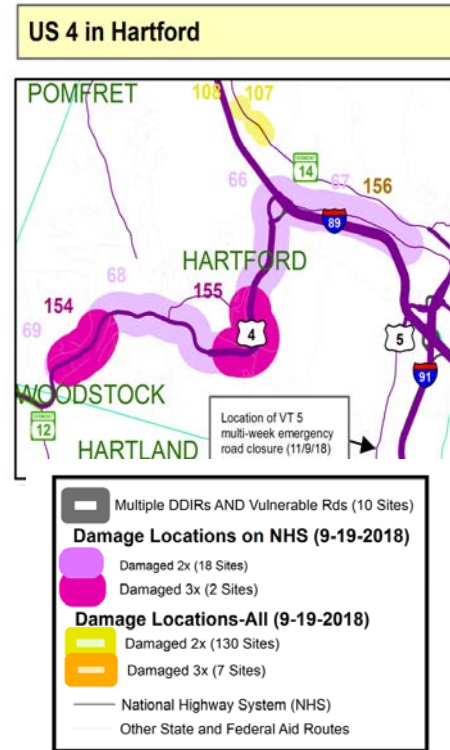 US 4 in Hartford
POMFRET
108 107
VERMONT
14
66
67
156
89
HARTFORD
68
155
154
69
4
5
WOODSTOCK
91
VERMONT
12
HARTLAND
Location of VT 5
multi-week emergency
road closure (11/9/18)
Multiple DDIRs AND Vulnerable Rds (10 Sites)
Damage Locations on NHS (9-19-2018)
Damaged 2x (18 Sites)
Damaged 3x (2 Sites)
Damage Locations-All (9-19-2018)
Damaged 2x (130 Sites)
Damaged 3x (7 Sites)
National Highway System (NHS)
Other State and Federal Aid Routes